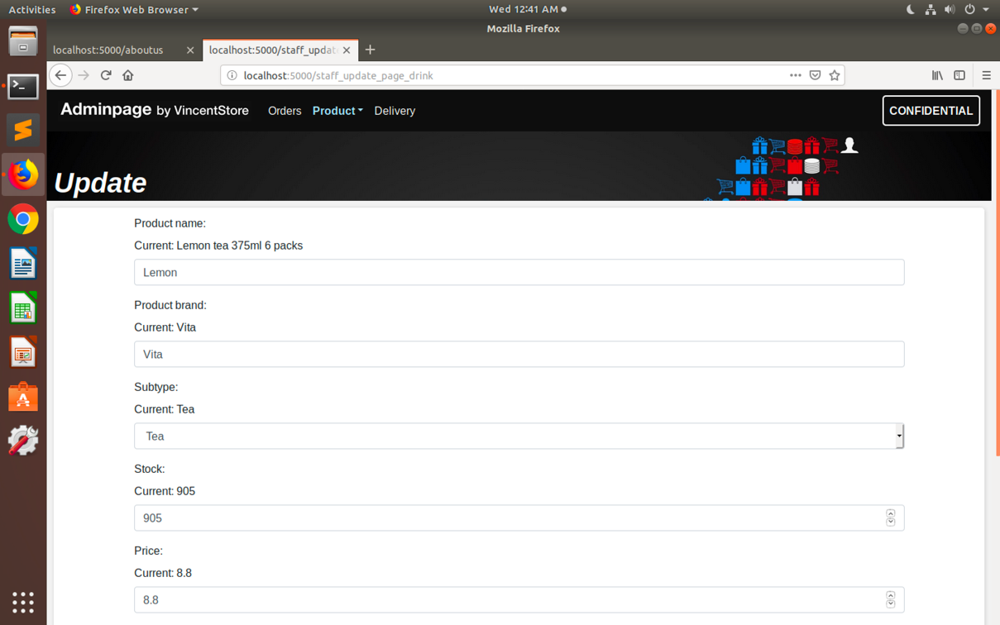 Activities Firefox Web Browser Wed 12:41 AM
Mozilla Firefox
localhost:5000/aboutus localhost:5000/staff_updat
localhost:5000/staff_update_page_drink
Adminpage by VincentStore Orders Product Delivery CONFIDENTIAL
Update
Product name:
Current: Lemon tea 375ml 6 packs
Lemon
Product brand:
Current: Vita
Vita
Subtype:
Current: Tea
Tea
Stock:
Current: 905
905
Price:
Current: 8.8
8.8